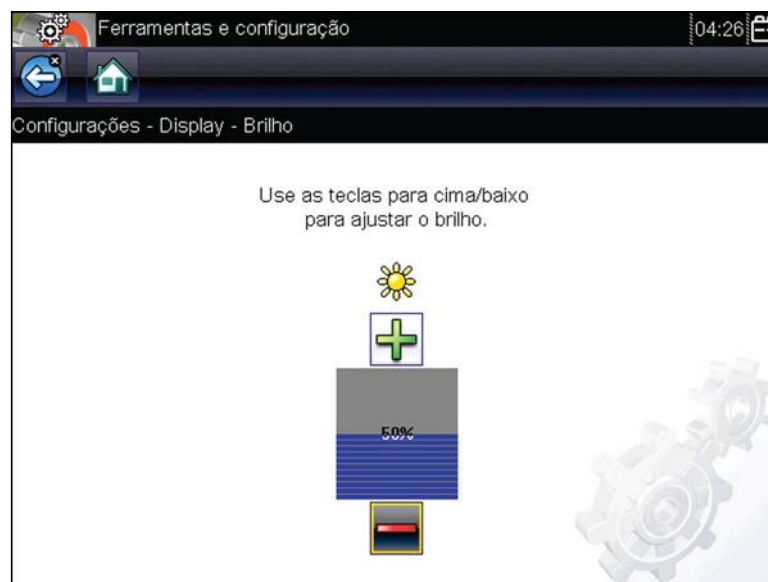 Ferramentas e configuração
04:26
Configurações - Display - Brilho
Use as teclas para cima/baixo
para ajustar o brilho.
50%